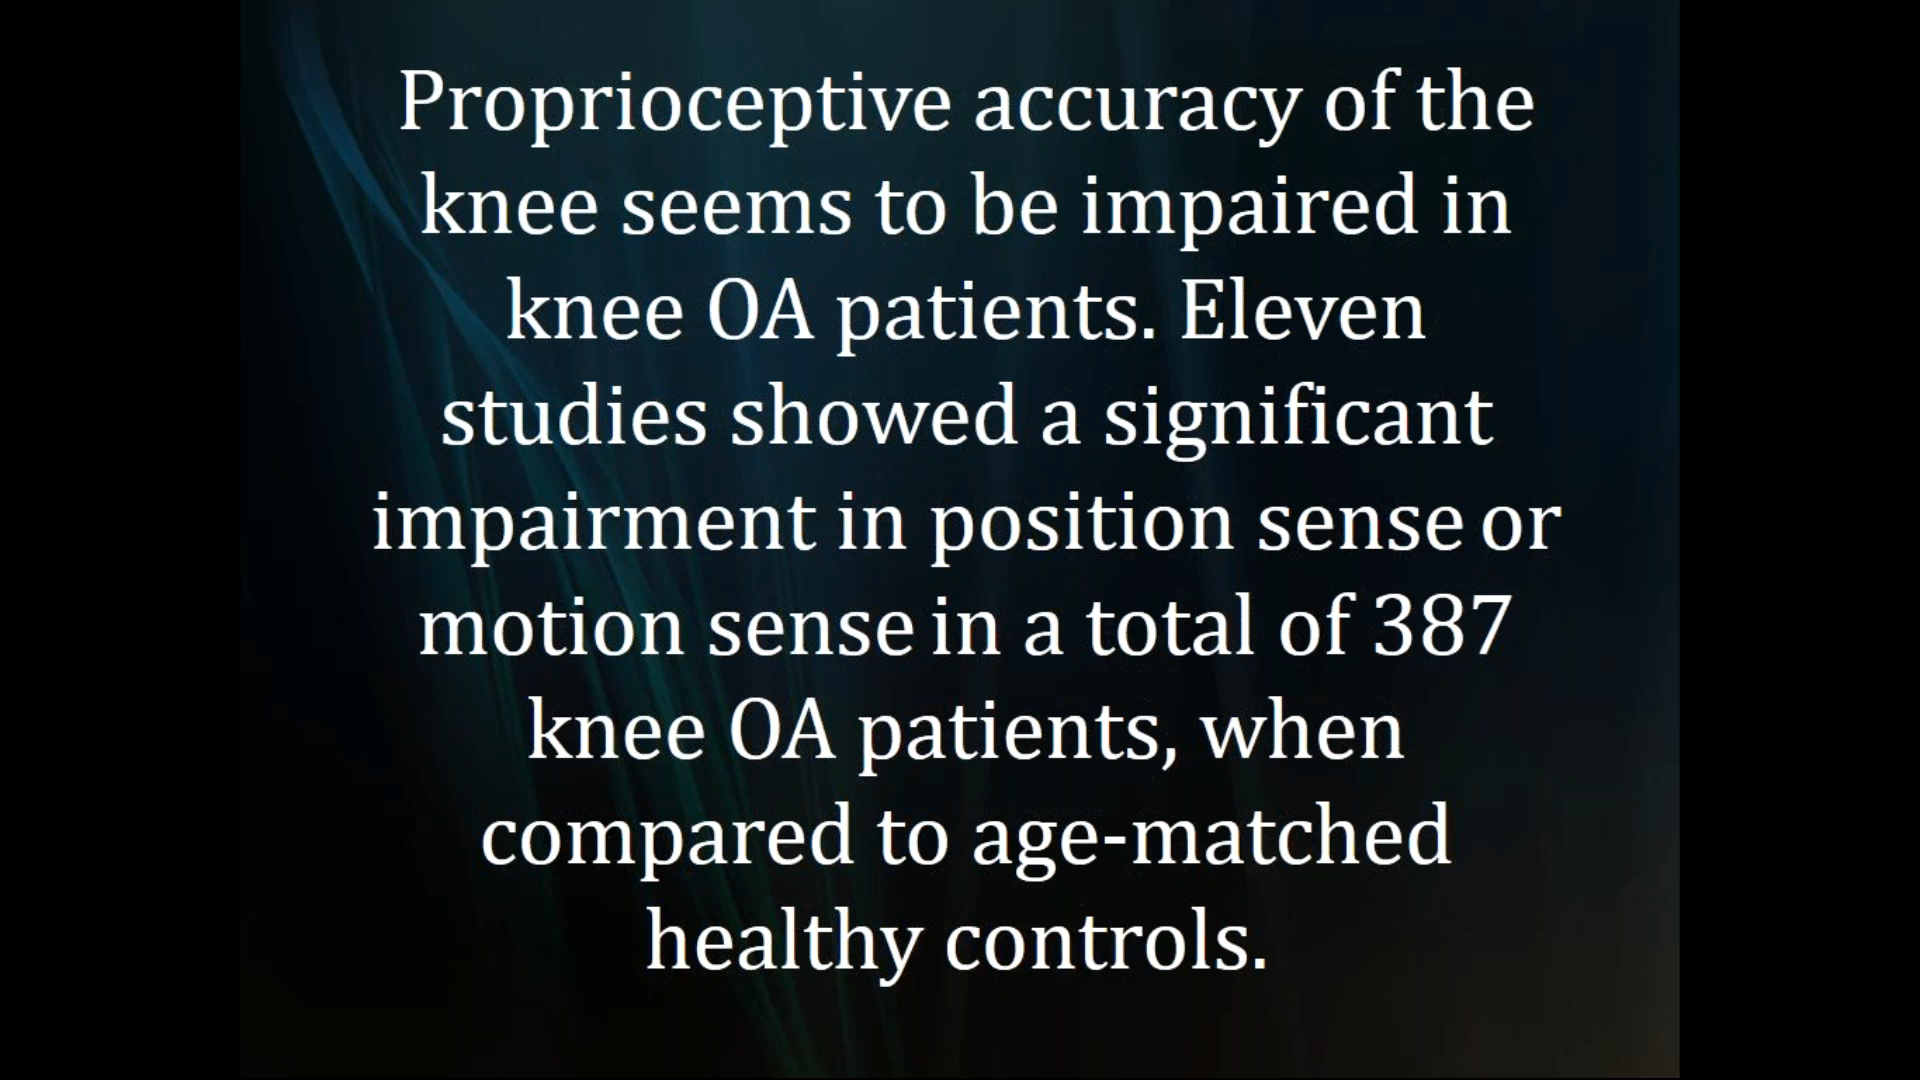 Proprioceptive accuracy of the
knee seems to be impaired in
knee OA patients. Eleven
studies showed a significant
impairment in position sense or
motion sense in a total of 387
knee OA patients, when
compared to age-matched
healthy controls.